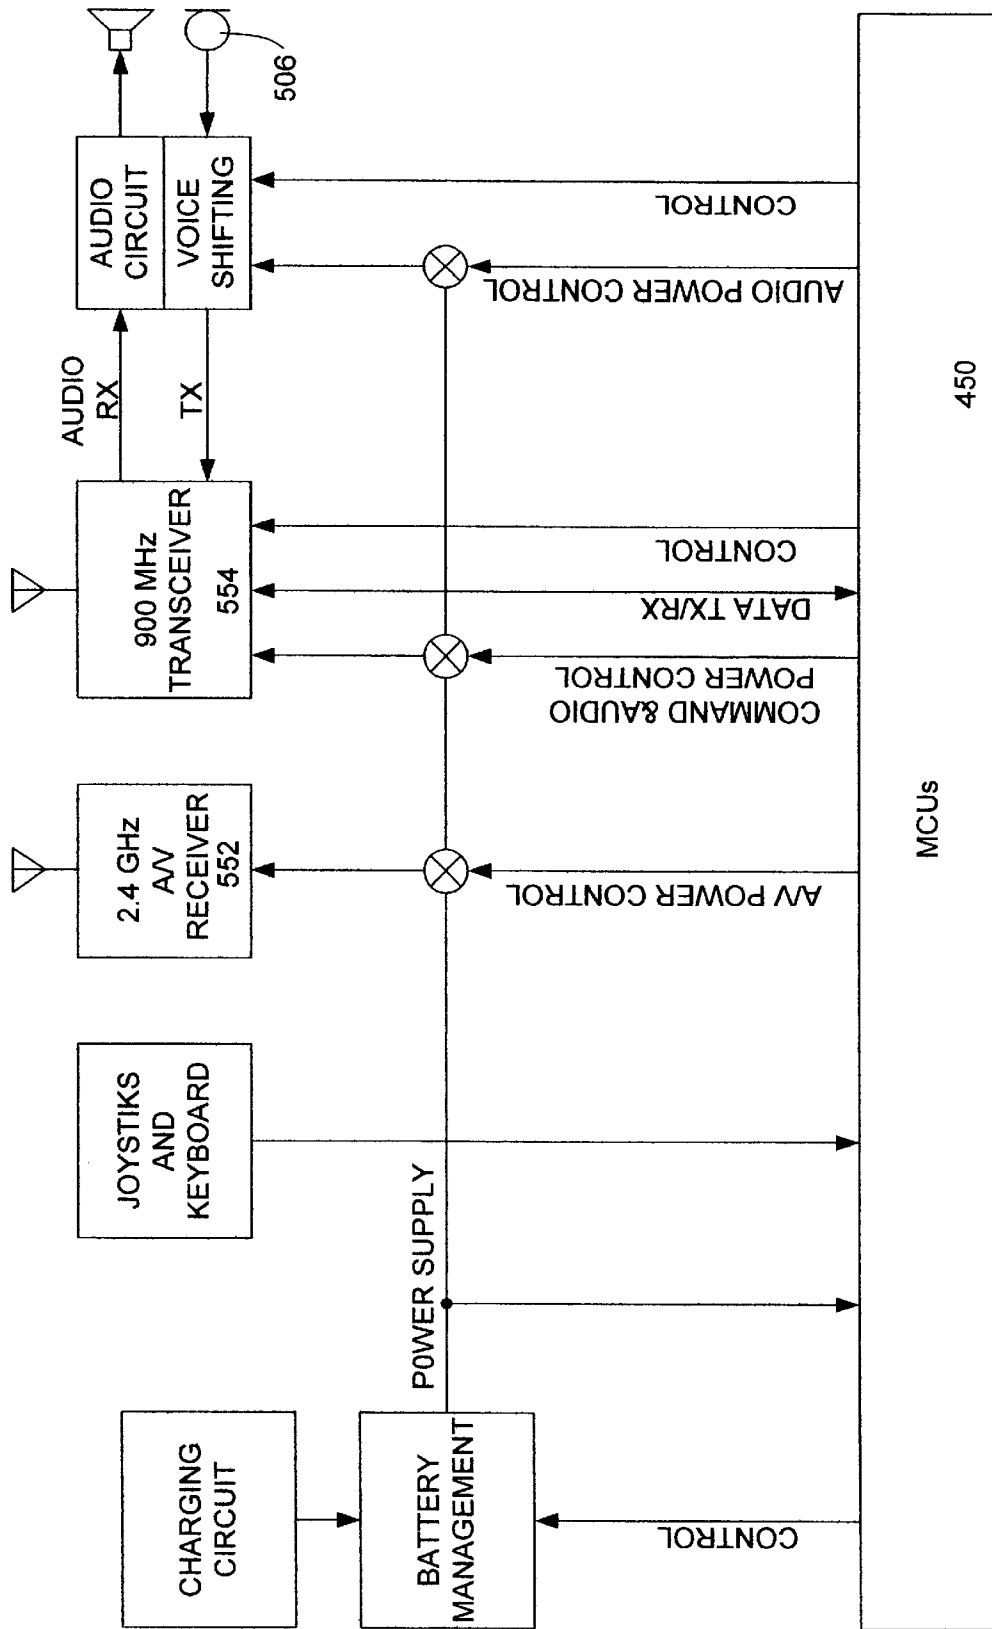 CHARGING
CIRCUIT
BATTERY
MANAGEMENT
P0WER SUPPLY
CONTROL
JOYSTIKS
AND
KEYBOARD
2.4 GHz
A/V
RECEIVER
552
A/V POWER CONTROL
900 MHz
TRANSCEIVER
554
COMMAND &AUDIO
POWER CONTROL
DATA TX/RX
CONTROL
AUDIO
RX
TX
AUDIO
CIRCUIT
VOICE
SHIFTING
506
AUDIO POWER CONTROL
CONTROL
MCUs
450